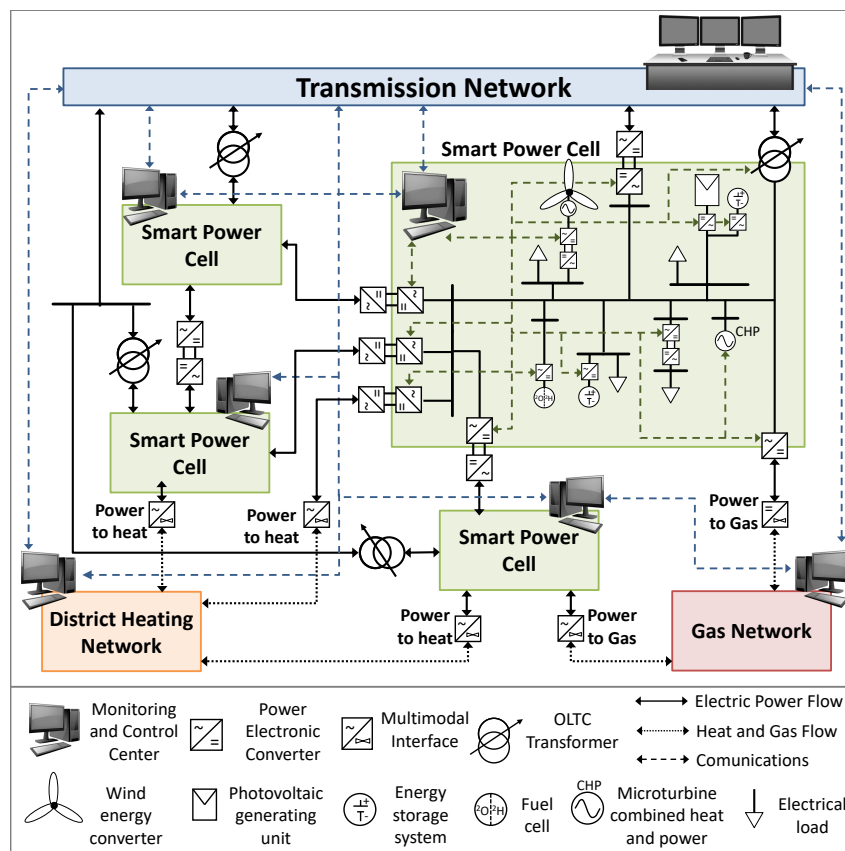 Transmission Network
Smart Power Cell
Smart Power
Cell
CHP
Smart Power
Cell
Power
to heat
Power
to heat
Power
to Gas
Smart Power
Cell
District Heating
Network
Power
to heat
Power
to Gas
Gas Network
Monitoring
and Control
Center
Power
Electronic
Converter
Multimodal
Interface
OLTC
Transformer
Electric Power Flow
Heat and Gas Flow
Comunications
Wind
energy
converter
Photovoltaic
generating
unit
Energy
storage
system
Fuel
cell
CHP
Microturbine
combined heat
and power
Electrical
load